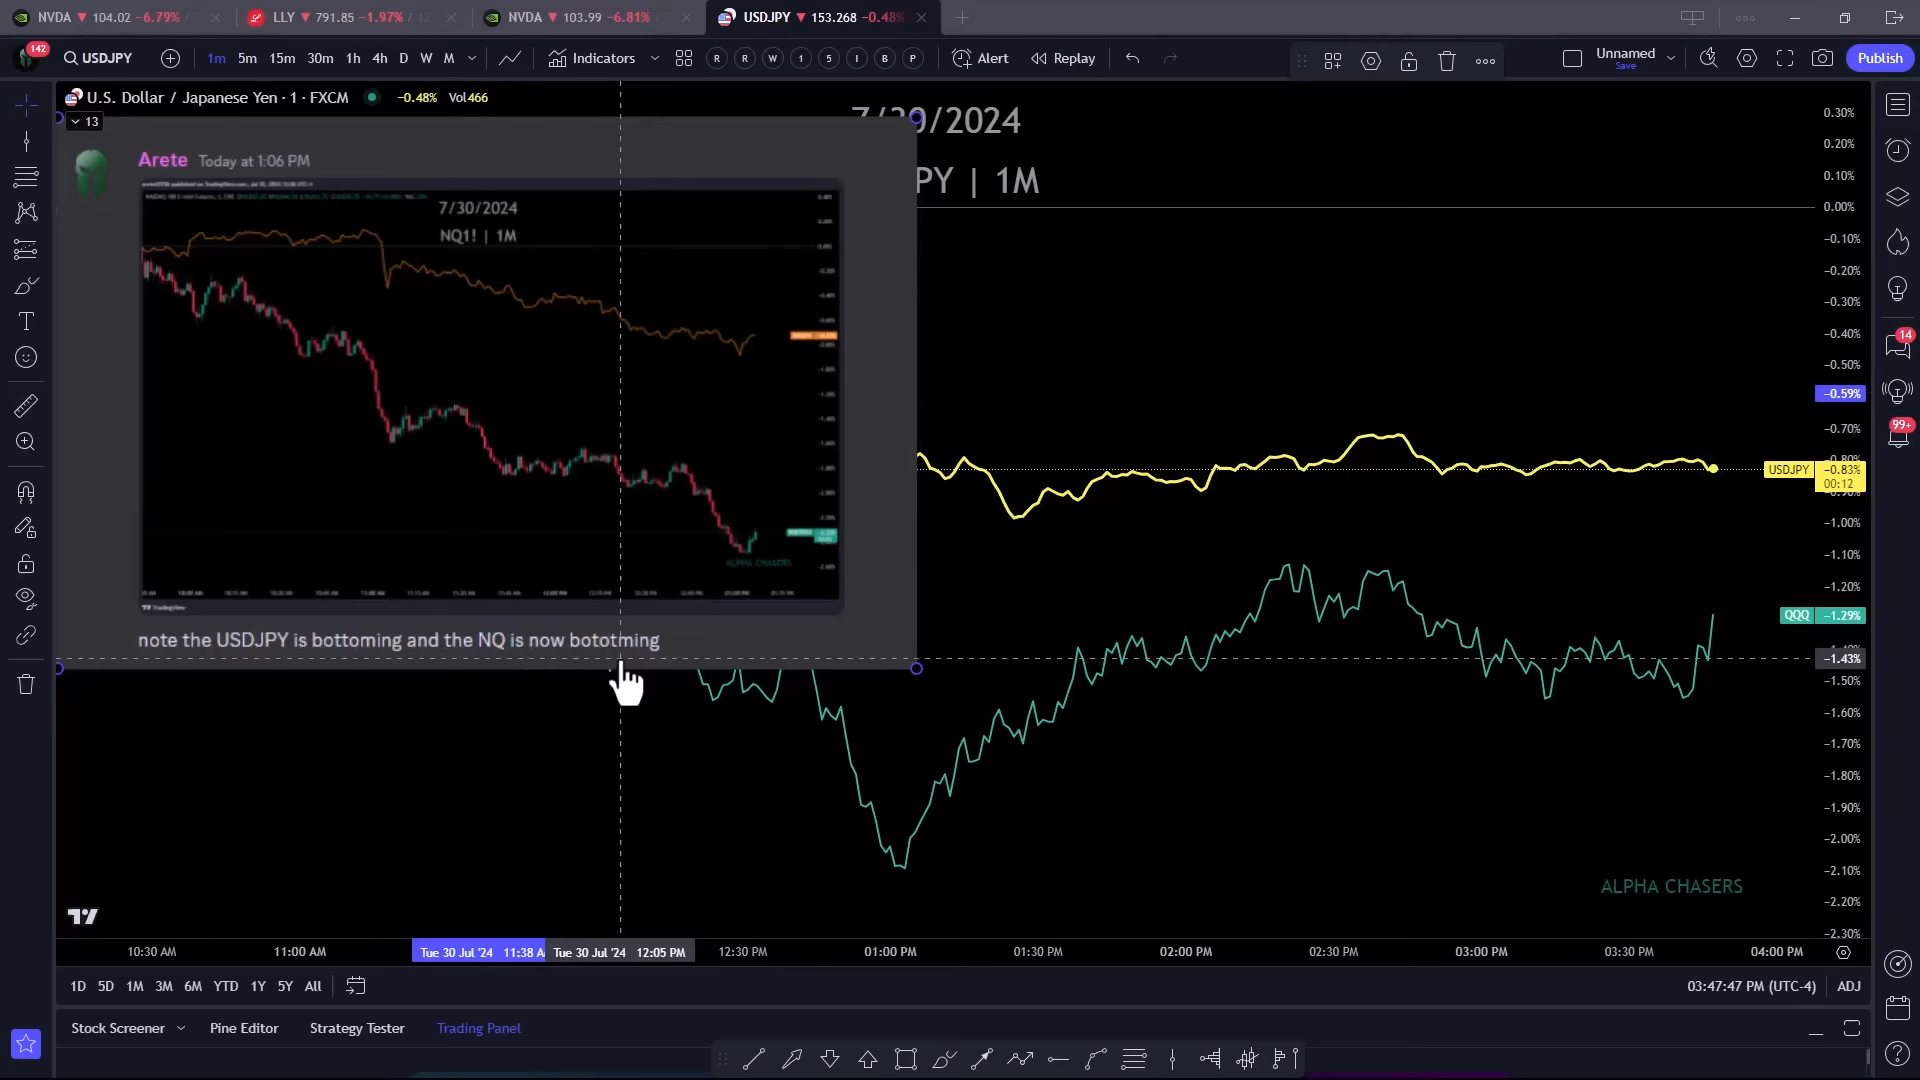 NVDA ▼ 104.02 −6.79% /
LLY ▼ 791.85 −1.97% / 12
NVDA ▼ 103.99 −6.81% /
USDJPY ▼ 153.268 −0.48%
142
USDJPY
1m 5m 15m 30m 1h 4h D W M
Indicators
R R W 1 5 I B P
Alert
Replay
Unnamed
Save
Publish
U.S. Dollar / Japanese Yen · 1 · FXCM
−0.48% Vol466
13
PY | 1M
Arete Today at 1:06 PM
7/30/2024
NQ1! | 1M
ALPHA CHASERS
TradingView
note the USDJPY is bottoming and the NQ is now bototming
0.30%
0.20%
0.10%
0.00%
−0.10%
−0.20%
−0.30%
−0.40%
−0.50%
−0.59%
−0.70%
USDJPY −0.83%
00:12
−1.00%
−1.10%
−1.20%
QQQ −1.29%
−1.43%
−1.50%
−1.60%
−1.70%
−1.80%
−1.90%
−2.00%
−2.10%
−2.20%
−2.30%
14
99+
ALPHA CHASERS
10:30 AM 11:00 AM Tue 30 Jul '24 11:38 A Tue 30 Jul '24 12:05 PM 12:30 PM 01:00 PM 01:30 PM 02:00 PM 02:30 PM 03:00 PM 03:30 PM 04:00 PM
1D 5D 1M 3M 6M YTD 1Y 5Y All
03:47:47 PM (UTC-4) ADJ
Stock Screener Pine Editor Strategy Tester Trading Panel